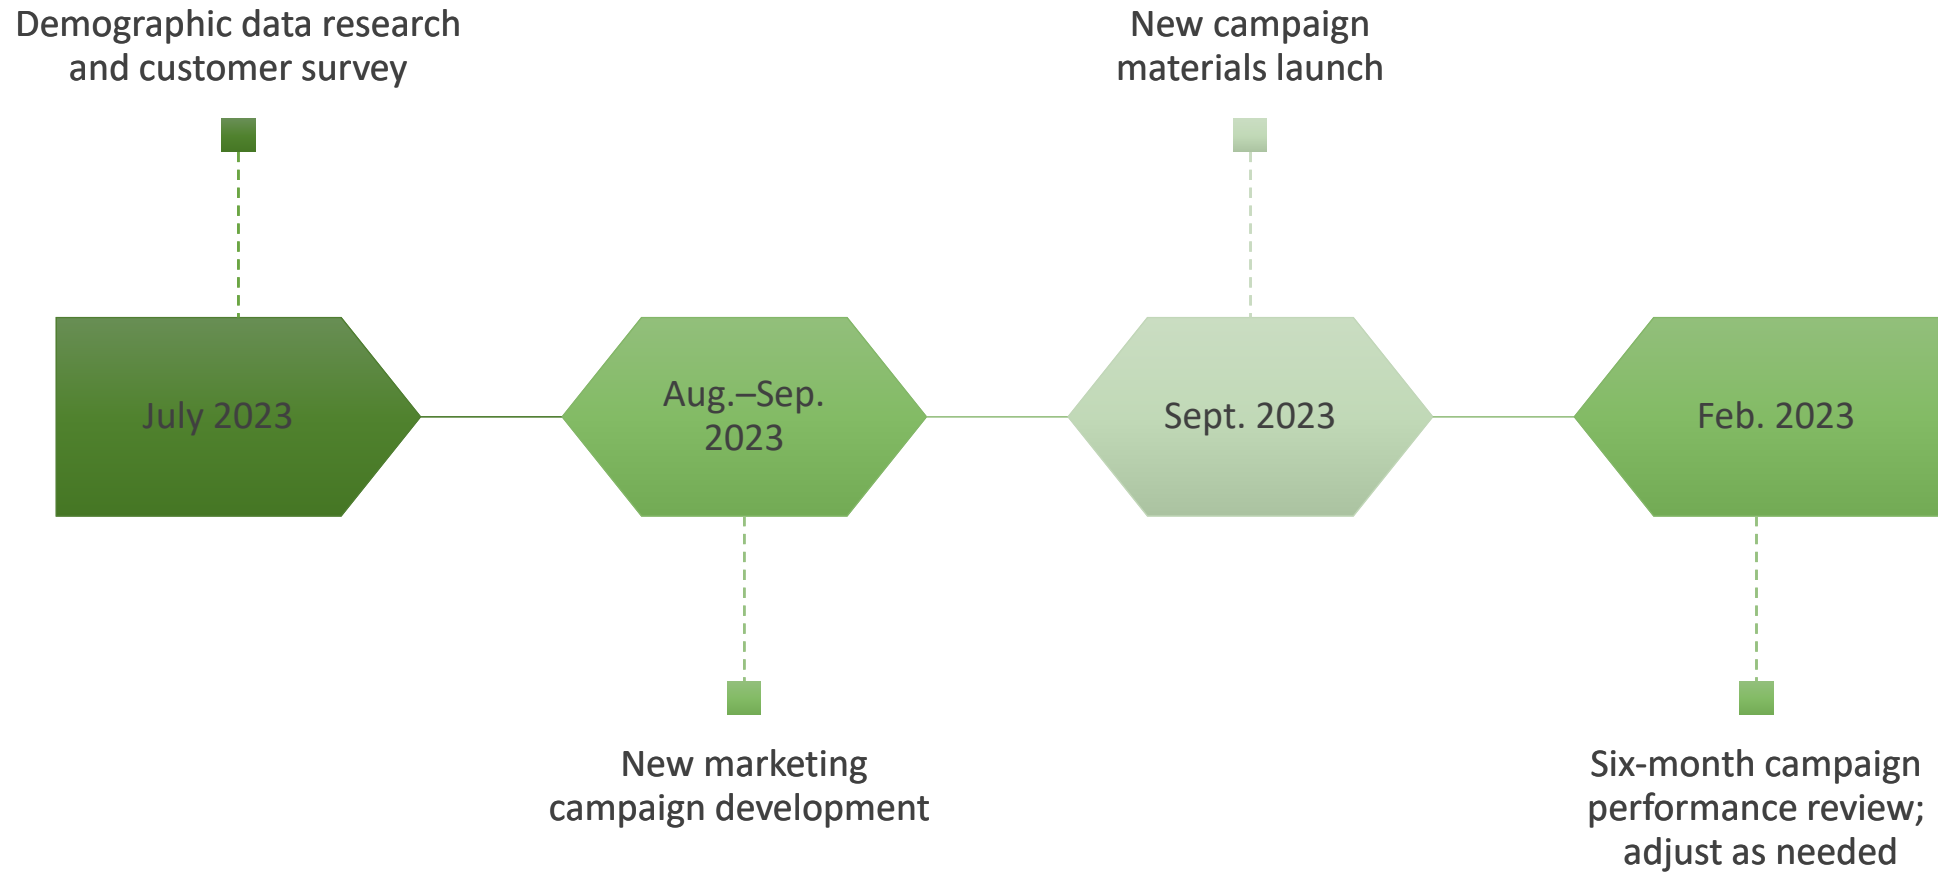 Demographic data research
and customer survey
New campaign
materials launch
July 2023
Aug.–Sep.
2023
Sept. 2023
Feb. 2023
New marketing
campaign development
Six-month campaign
performance review;
adjust as needed